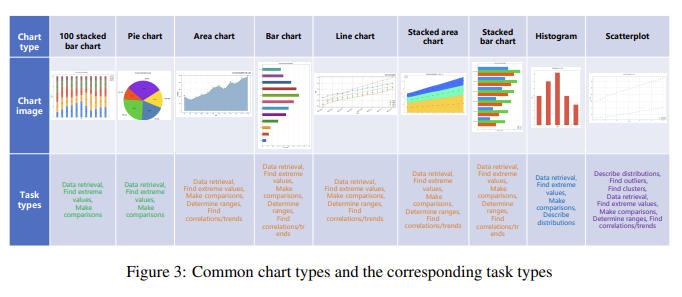 Chart type
100 stacked bar chart
Pie chart
Area chart
Bar chart
Line chart
Stacked area chart
Stacked bar chart
Histogram
Scatterplot
Chart image
Task types
Data retrieval,
Find extreme
values,
Make
comparisons
Data retrieval,
Find extreme
values,
Make
comparisons
Data retrieval,
Find extreme values,
Make comparisons,
Determine ranges,
Find
correlations/trends
Data retrieval,
Find extreme
values,
Make
comparisons,
Determine
ranges,
Find
correlations/tr
ends
Data retrieval,
Find extreme values,
Make comparisons,
Determine ranges,
Find
correlations/trends
Data retrieval,
Find extreme
values,
Make
comparisons,
Determine ranges,
Find
correlations/trends
Data retrieval,
Find extreme
values,
Make
comparisons,
Determine
ranges,
Find
correlations/tr
ends
Data retrieval,
Find extreme
values,
Make
comparisons,
Describe
distributions
Describe distributions,
Find outliers,
Find clusters,
Data retrieval,
Find extreme values,
Make comparisons,
Determine ranges, Find
correlations/trends
Figure 3: Common chart types and the corresponding task types